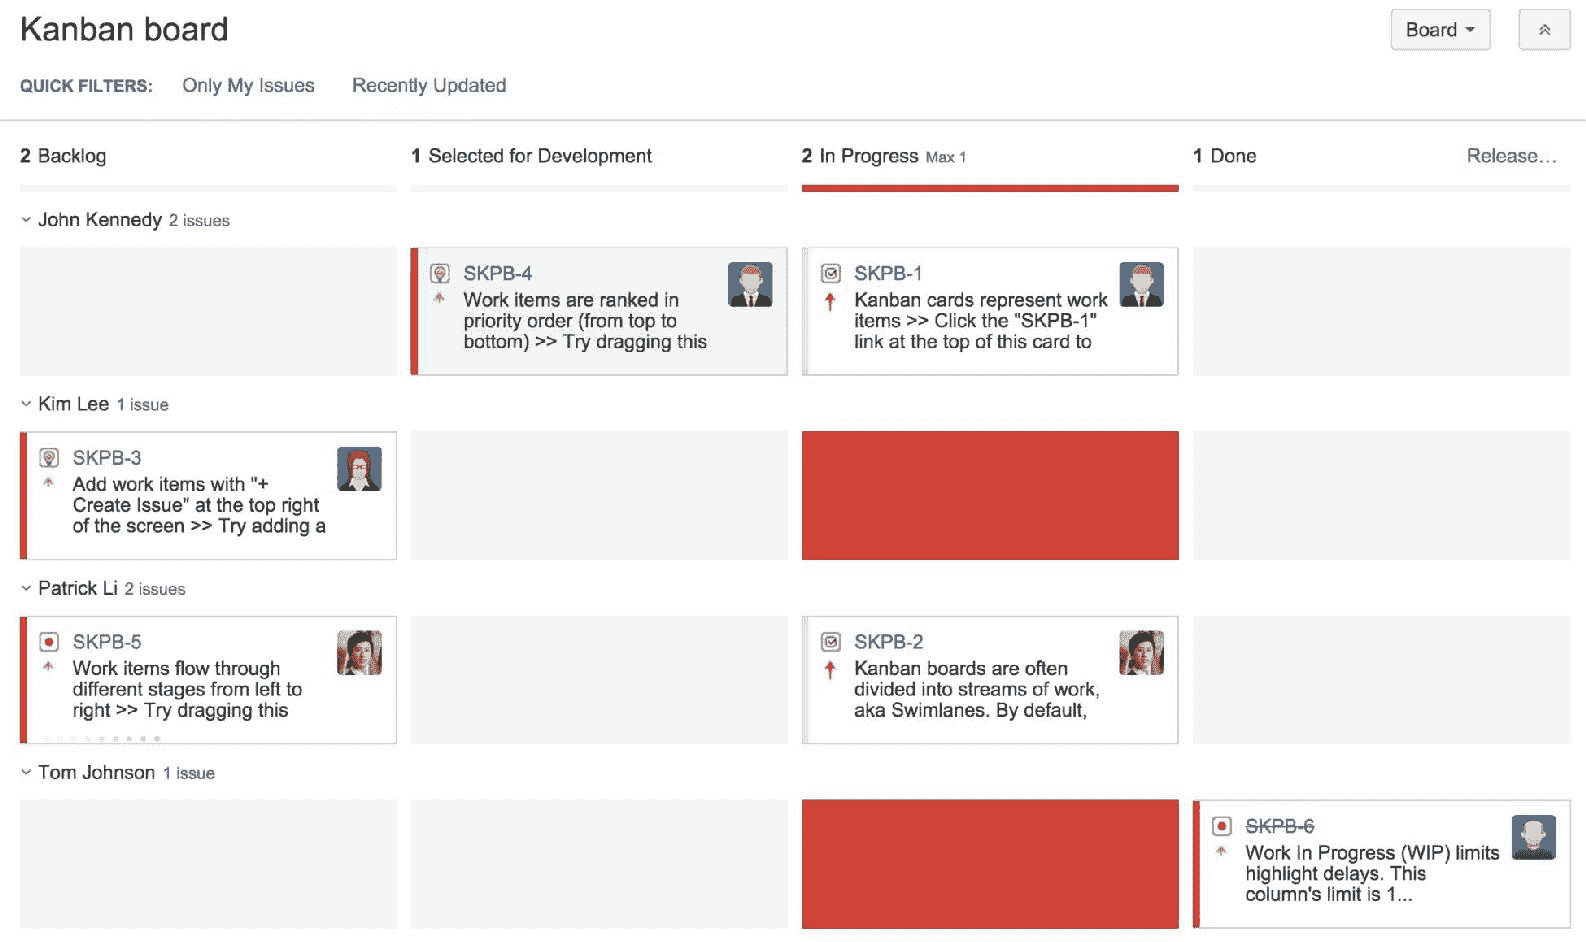 Kanban board
Board
QUICK FILTERS: Only My Issues Recently Updated
2 Backlog
1 Selected for Development
2 In Progress Max 1
1 Done
Release...
John Kennedy 2 issues
SKPB-4
Work items are ranked in
priority order (from top to
bottom) >> Try dragging this
SKPB-1
Kanban cards represent work
items >> Click the "SKPB-1"
link at the top of this card to
Kim Lee 1 issue
SKPB-3
Add work items with "+
Create Issue" at the top right
of the screen >> Try adding a
Patrick Li 2 issues
SKPB-5
Work items flow through
different stages from left to
right >> Try dragging this
SKPB-2
Kanban boards are often
divided into streams of work,
aka Swimlanes. By default,
Tom Johnson 1 issue
SKPB-6
Work In Progress (WIP) limits
highlight delays. This
column's limit is 1...